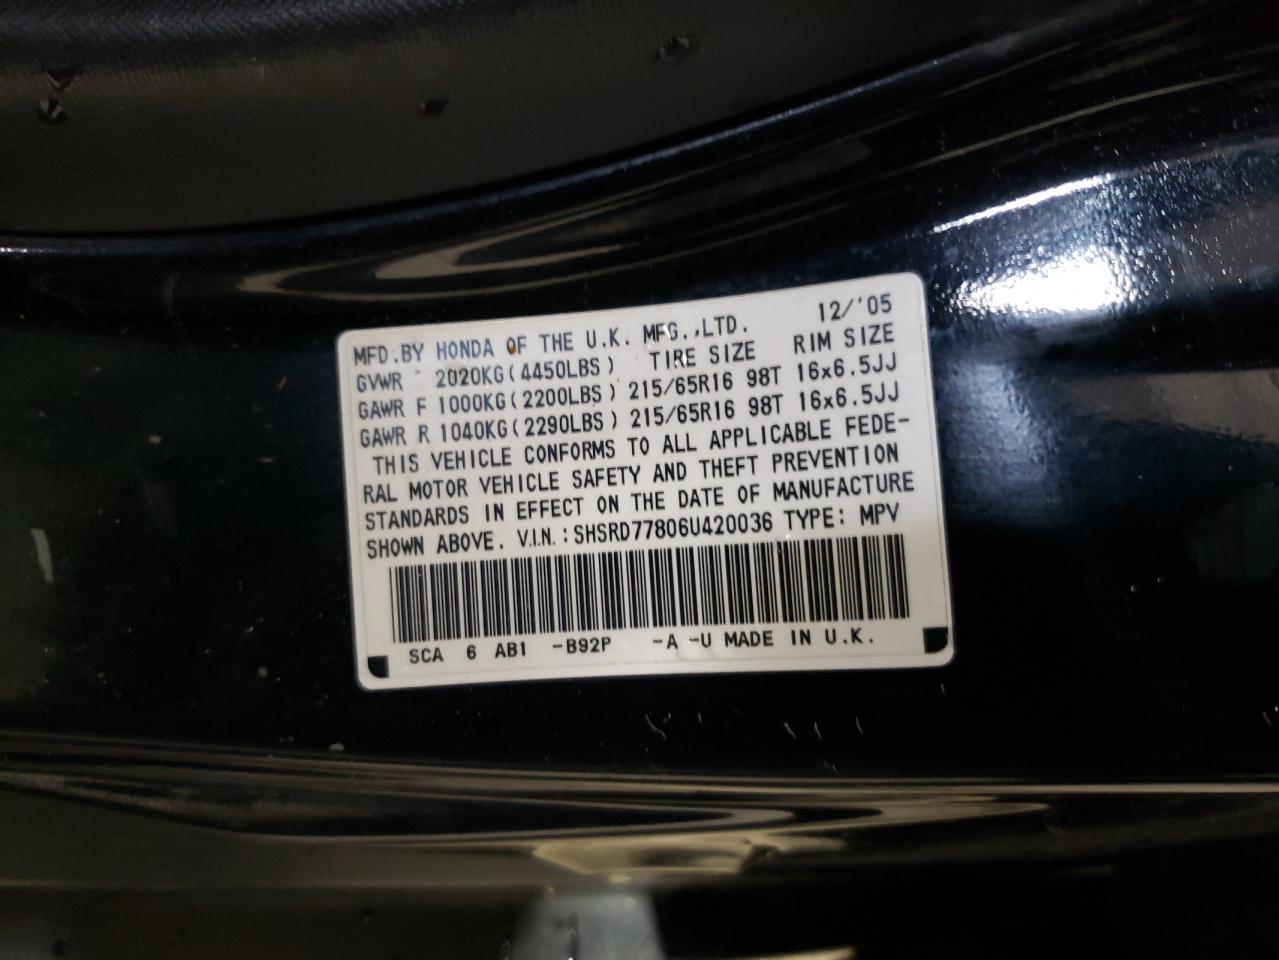 MFD.BY HONDA OF THE U.K. MFG.,LTD. 12/'05
GVWR 2020KG(4450LBS) TIRE SIZE RIM SIZE
GAWR F 1000KG(2200LBS) 215/65R16 98T 16x6.5JJ
GAWR R 1040KG(2290LBS) 215/65R16 98T 16x6.5JJ
THIS VEHICLE CONFORMS TO ALL APPLICABLE FEDE-
RAL MOTOR VEHICLE SAFETY AND THEFT PREVENTION
STANDARDS IN EFFECT ON THE DATE OF MANUFACTURE
SHOWN ABOVE. V.I.N.: SHSRD77806U420036 TYPE: MPV
SCA 6 AB1 -B92P -A -U MADE IN U.K.